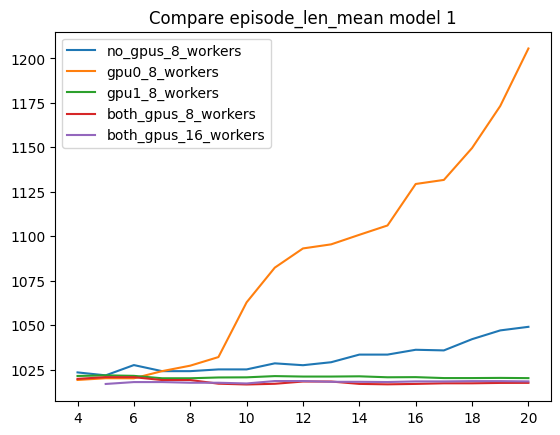 Compare episode_len_mean model 1
1200
1175
1150
1125
1100
1075
1050
1025
no_gpus_8_workers
gpu0_8_workers
gpu1_8_workers
both_gpus_8_workers
both_gpus_16_workers
4 6 8 10 12 14 16 18 20